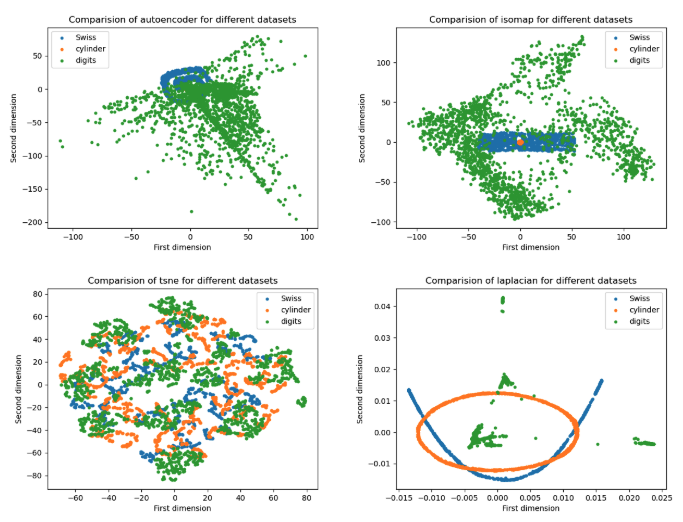 Comparision of autoencoder for different datasets
Swiss
cylinder
digits
50
0
−50
−100
−150
−200
Second dimension
−100
−50
0
50
100
First dimension
Comparision of isomap for different datasets
Swiss
cylinder
digits
100
50
0
−50
−100
Second dimension
−100
−50
0
50
100
First dimension
Comparision of tsne for different datasets
Swiss
cylinder
digits
80
60
40
20
0
−20
−40
−60
−80
Second dimension
−60
−40
−20
0
20
40
60
80
First dimension
Comparision of laplacian for different datasets
Swiss
cylinder
digits
0.04
0.03
0.02
0.01
0.00
−0.01
Second dimension
−0.015
−0.010
−0.005
0.000
0.005
0.010
0.015
0.020
0.025
First dimension